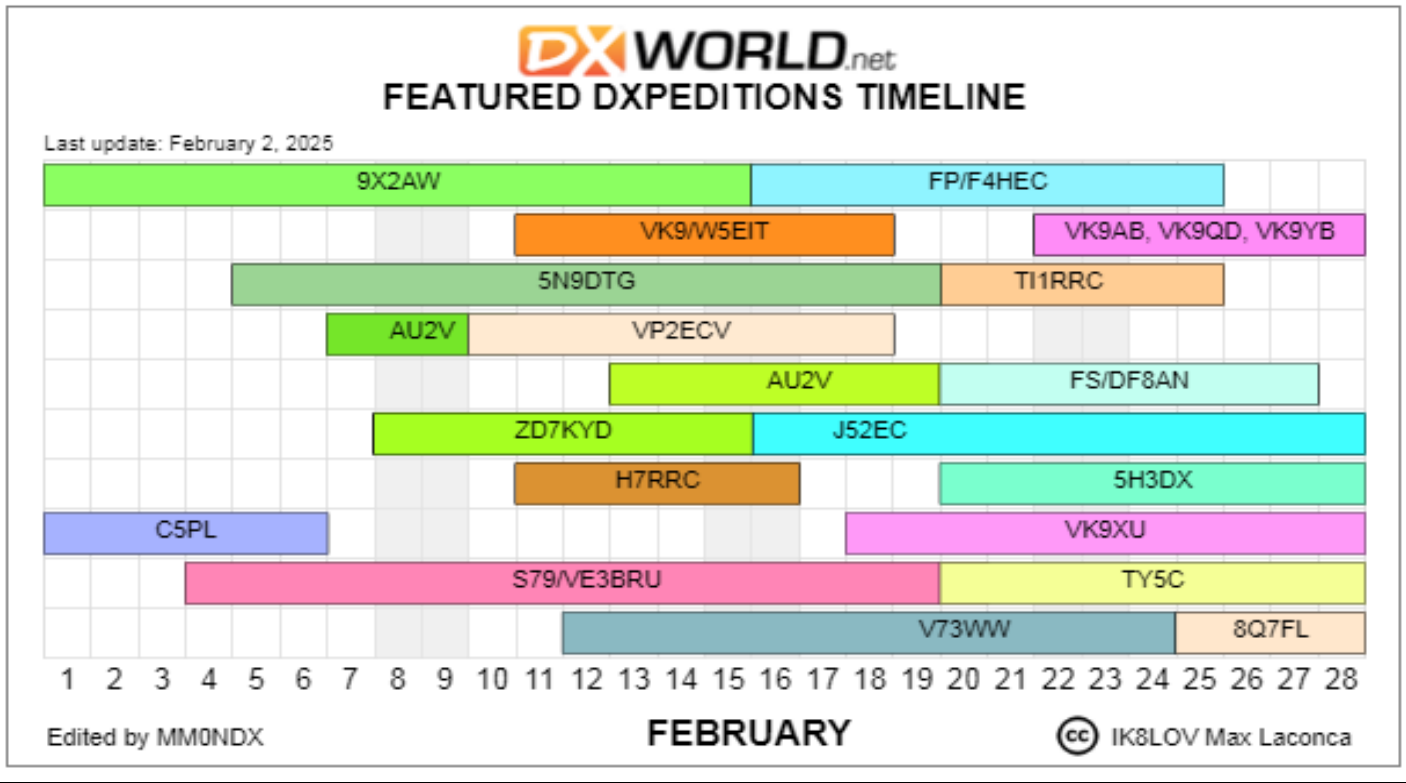 DXWORLD.net
FEATURED DXPEDITIONS TIMELINE
Last update: February 2, 2025
9X2AW FP/F4HEC
VK9/W5EIT VK9AB, VK9QD, VK9YB
5N9DTG TI1RRC
AU2V VP2ECV
AU2V FS/DF8AN
ZD7KYD J52EC
H7RRC 5H3DX
C5PL VK9XU
S79/VE3BRU TY5C
V73WW 8Q7FL
1 2 3 4 5 6 7 8 9 10 11 12 13 14 15 16 17 18 19 20 21 22 23 24 25 26 27 28
Edited by MM0NDX FEBRUARY cc IK8LOV Max Laconca